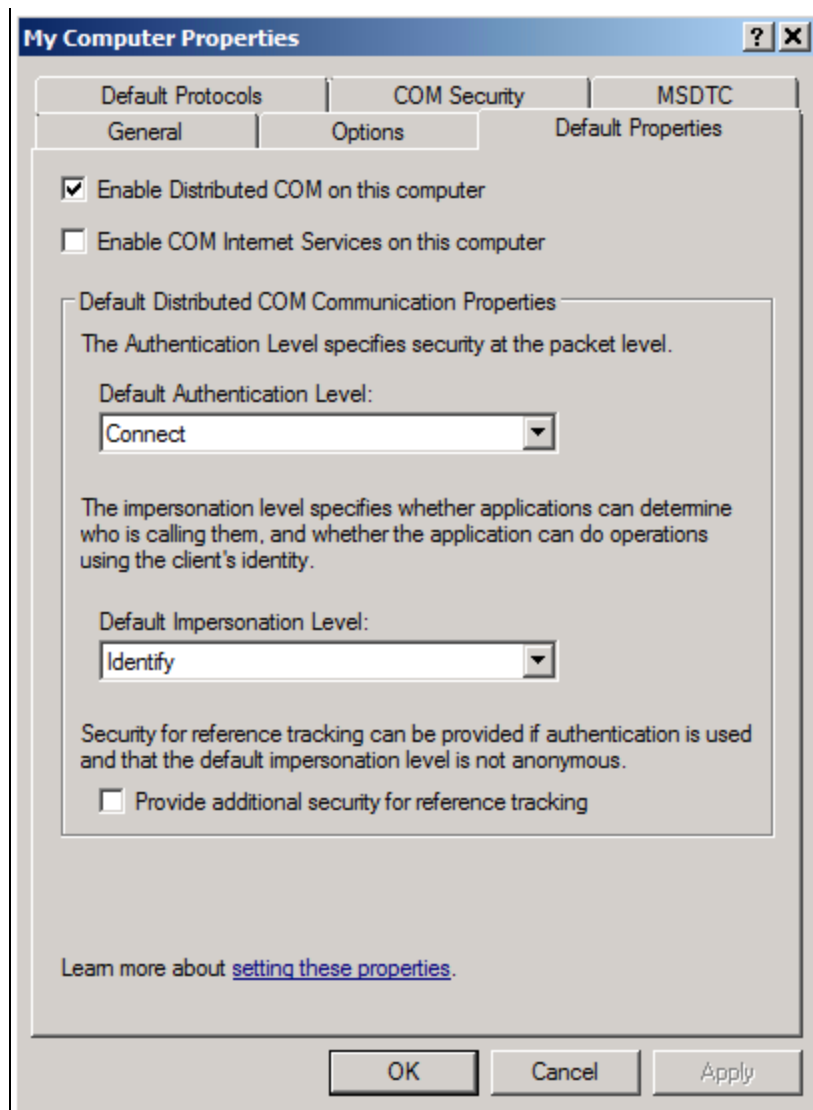 My Computer Properties
Default Protocols
COM Security
MSDTC
General
Options
Default Properties
Enable Distributed COM on this computer
Enable COM Internet Services on this computer
Default Distributed COM Communication Properties
The Authentication Level specifies security at the packet level.
Default Authentication Level:
Connect
The impersonation level specifies whether applications can determine
who is calling them, and whether the application can do operations
using the client's identity.
Default Impersonation Level:
Identify
Security for reference tracking can be provided if authentication is used
and that the default impersonation level is not anonymous.
Provide additional security for reference tracking
Learn more about setting these properties.
OK
Cancel
Apply